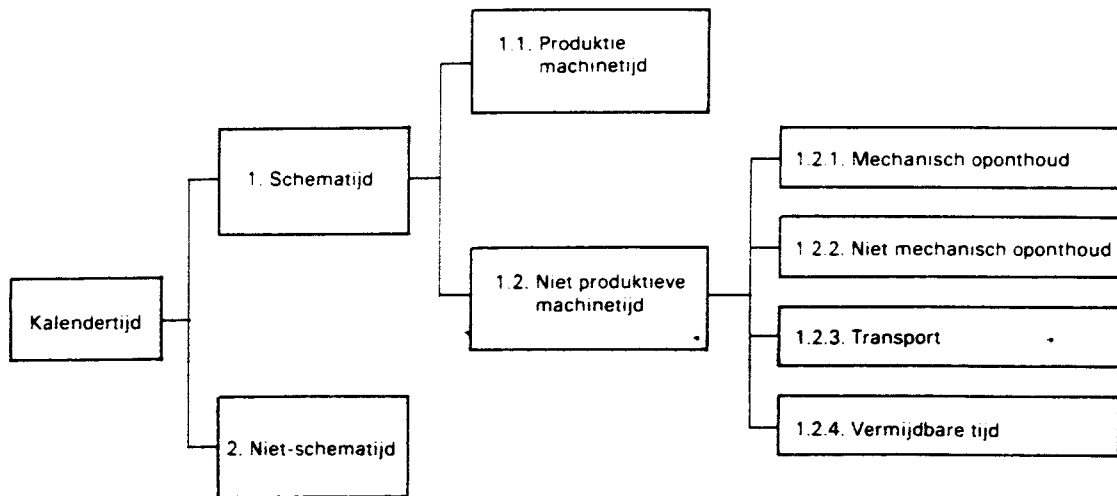 1.1. Produktie
machinetijd
1. Schematijd
1.2.1. Mechanisch oponthoud
1.2.2. Niet mechanisch oponthoud
1.2. Niet produktieve
machinetijd
Kalendertijd
1.2.3. Transport
1.2.4. Vermijdbare tijd
2. Niet-schematijd